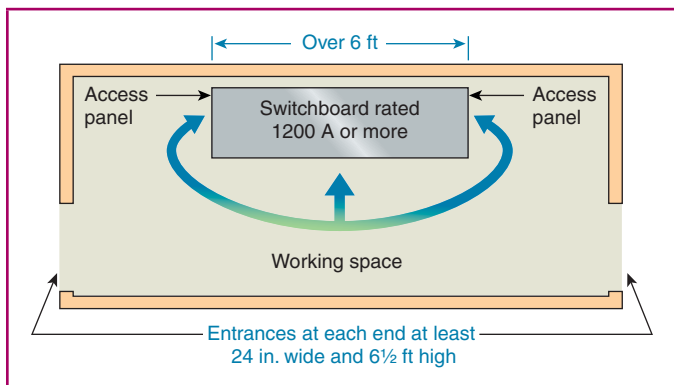 Over 6 ft
Access
panel
Switchboard rated
1200 A or more
Access
panel
Working space
Entrances at each end at least
24 in. wide and 6½ ft high